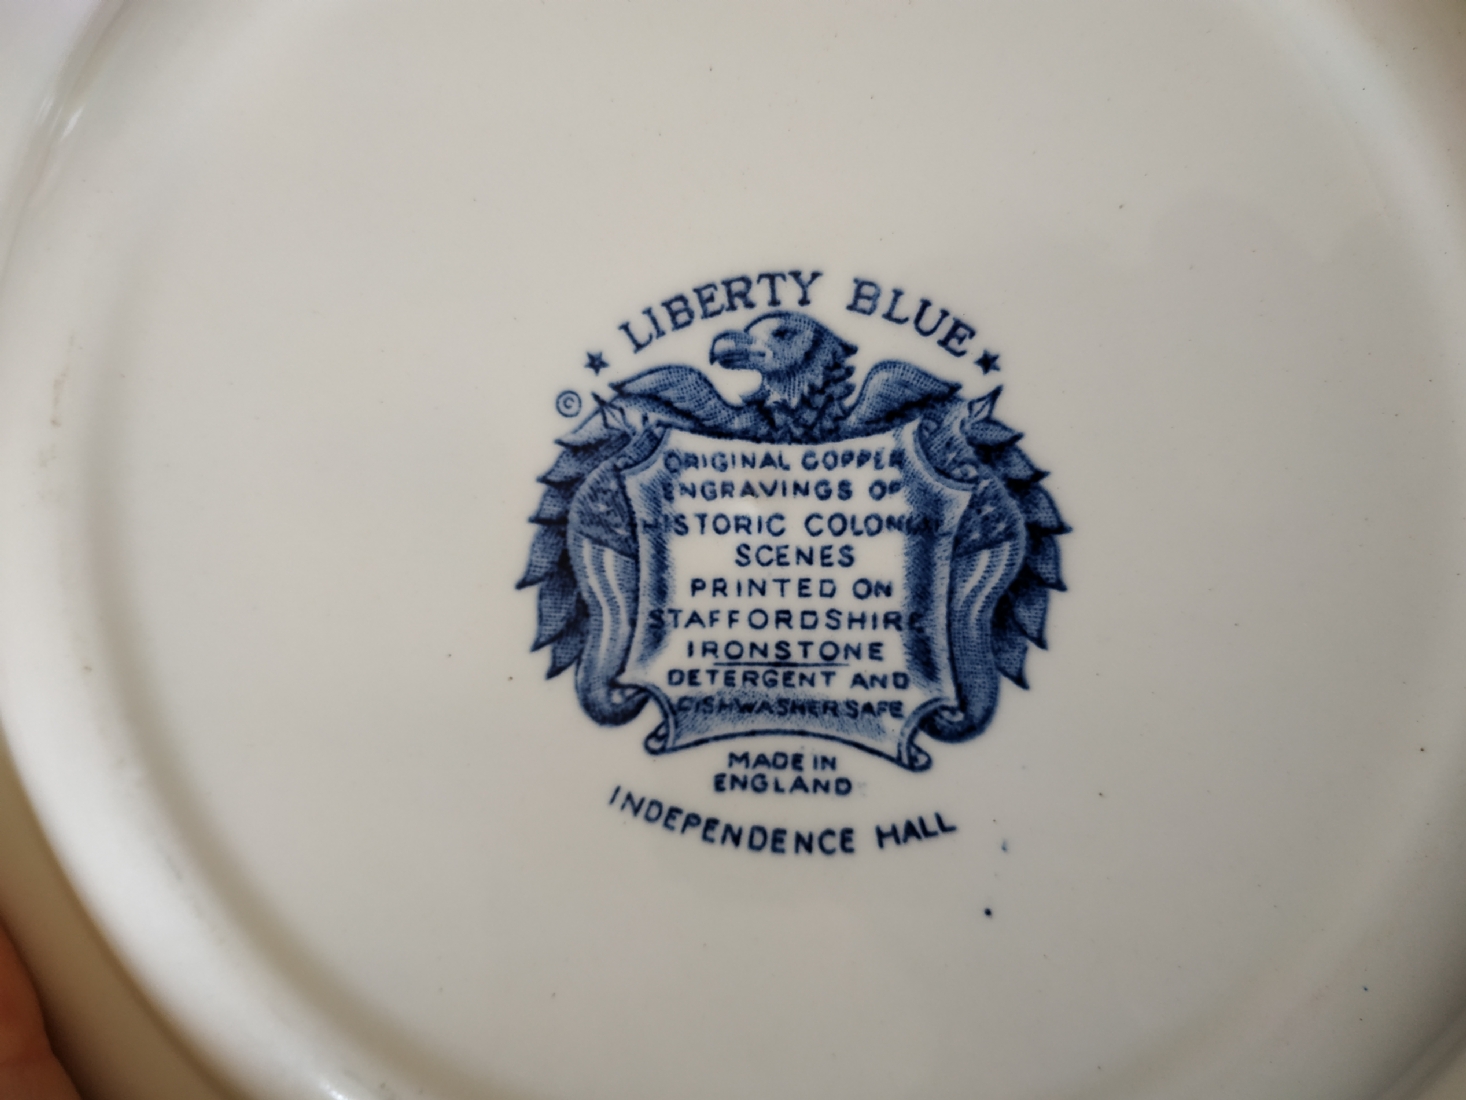 ★ LIBERTY BLUE ★
©
ORIGINAL COPPER
ENGRAVINGS OF
HISTORIC COLONIAL
SCENES
PRINTED ON
STAFFORDSHIRE
IRONSTONE
DETERGENT AND
DISHWASHER SAFE
MADE IN
ENGLAND
INDEPENDENCE HALL